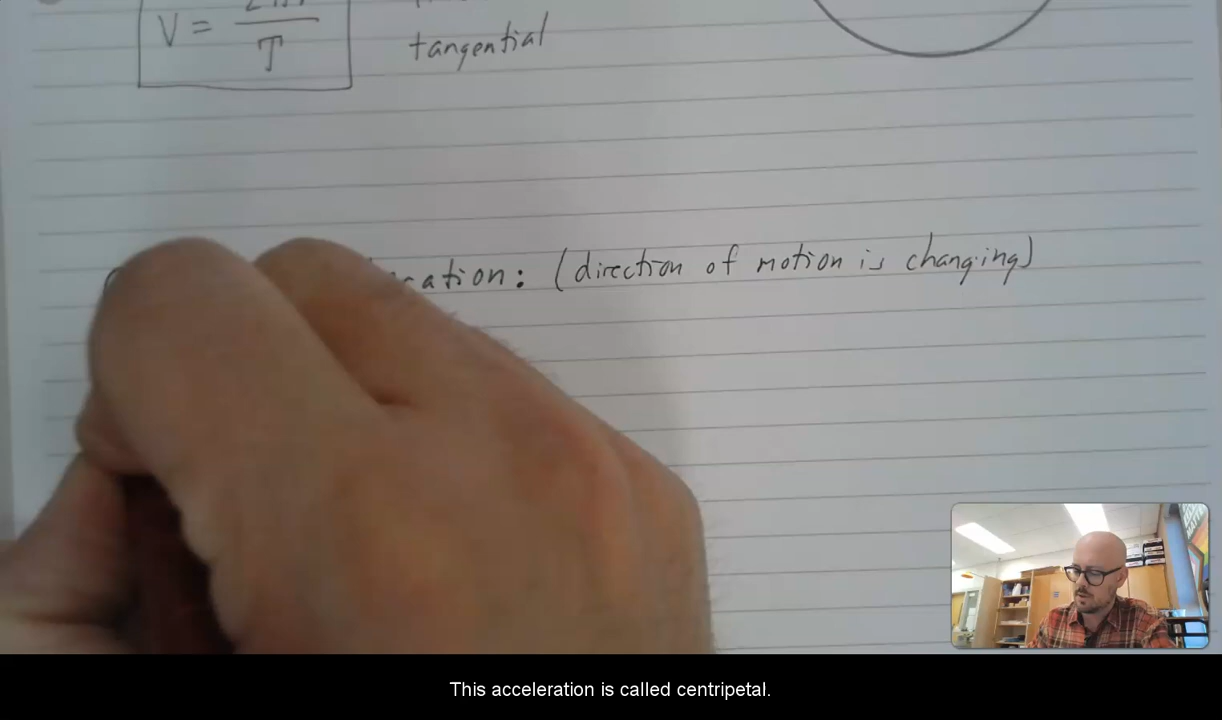 V =
T
tangential
ation: (direction of motion is changing)
This acceleration is called centripetal.